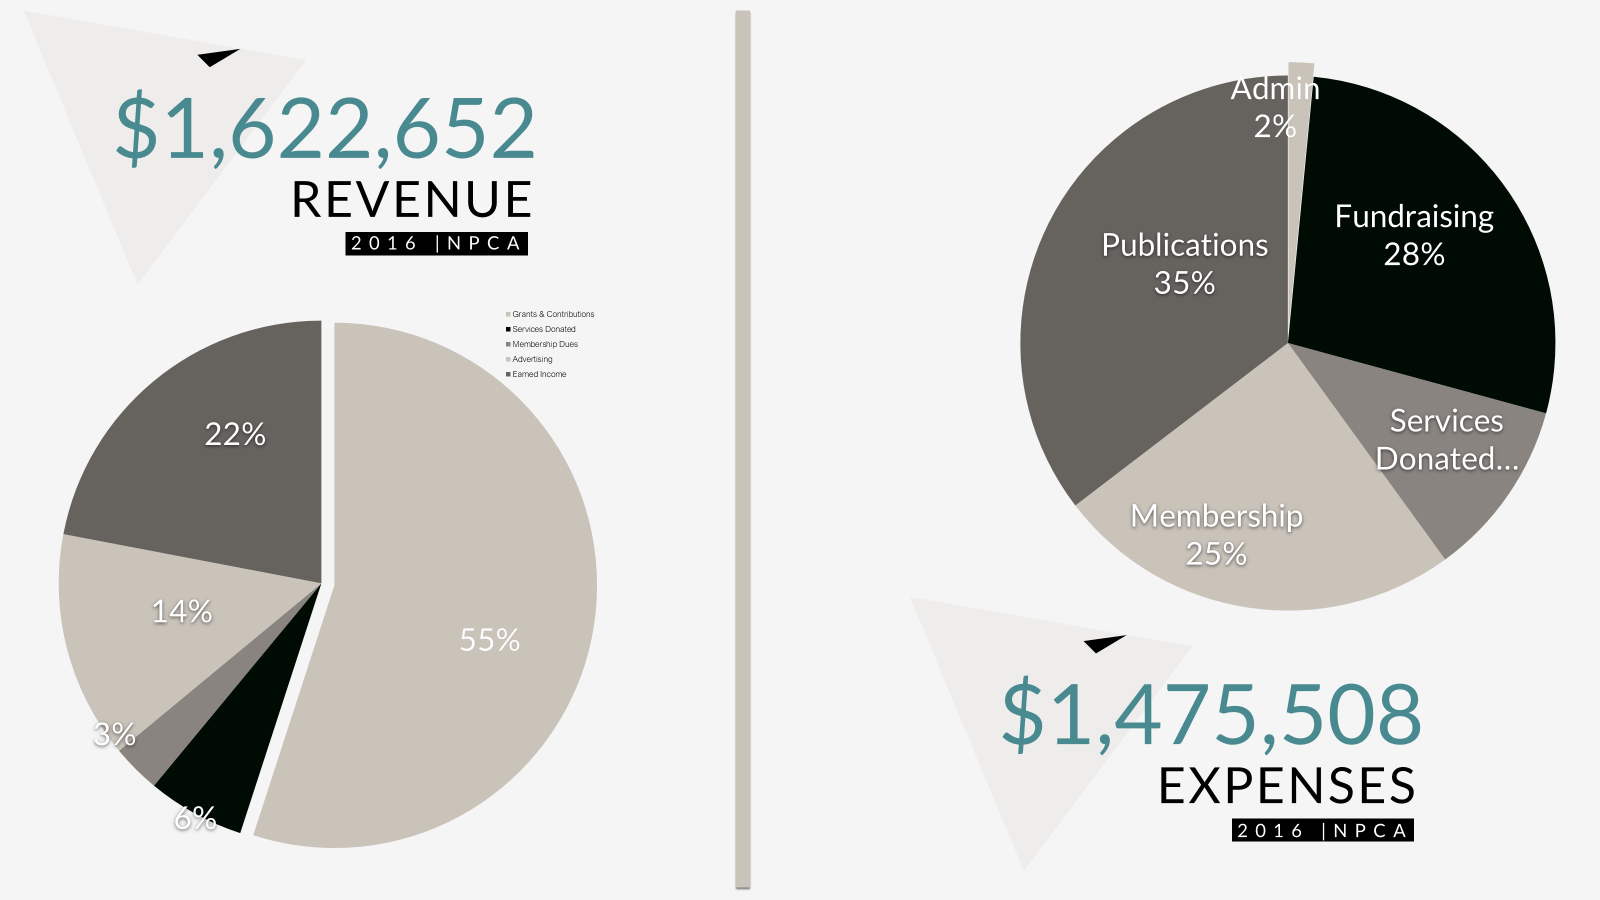 $1,622,652
REVENUE
2016 |NPCA
Grants & Contributions
Services Donated
Membership Dues
Advertising
Earned Income
22%
14%
55%
3%
6%
Admin
2%
Fundraising
28%
Publications
35%
Services
Donated...
Membership
25%
$1,475,508
EXPENSES
2016 |NPCA